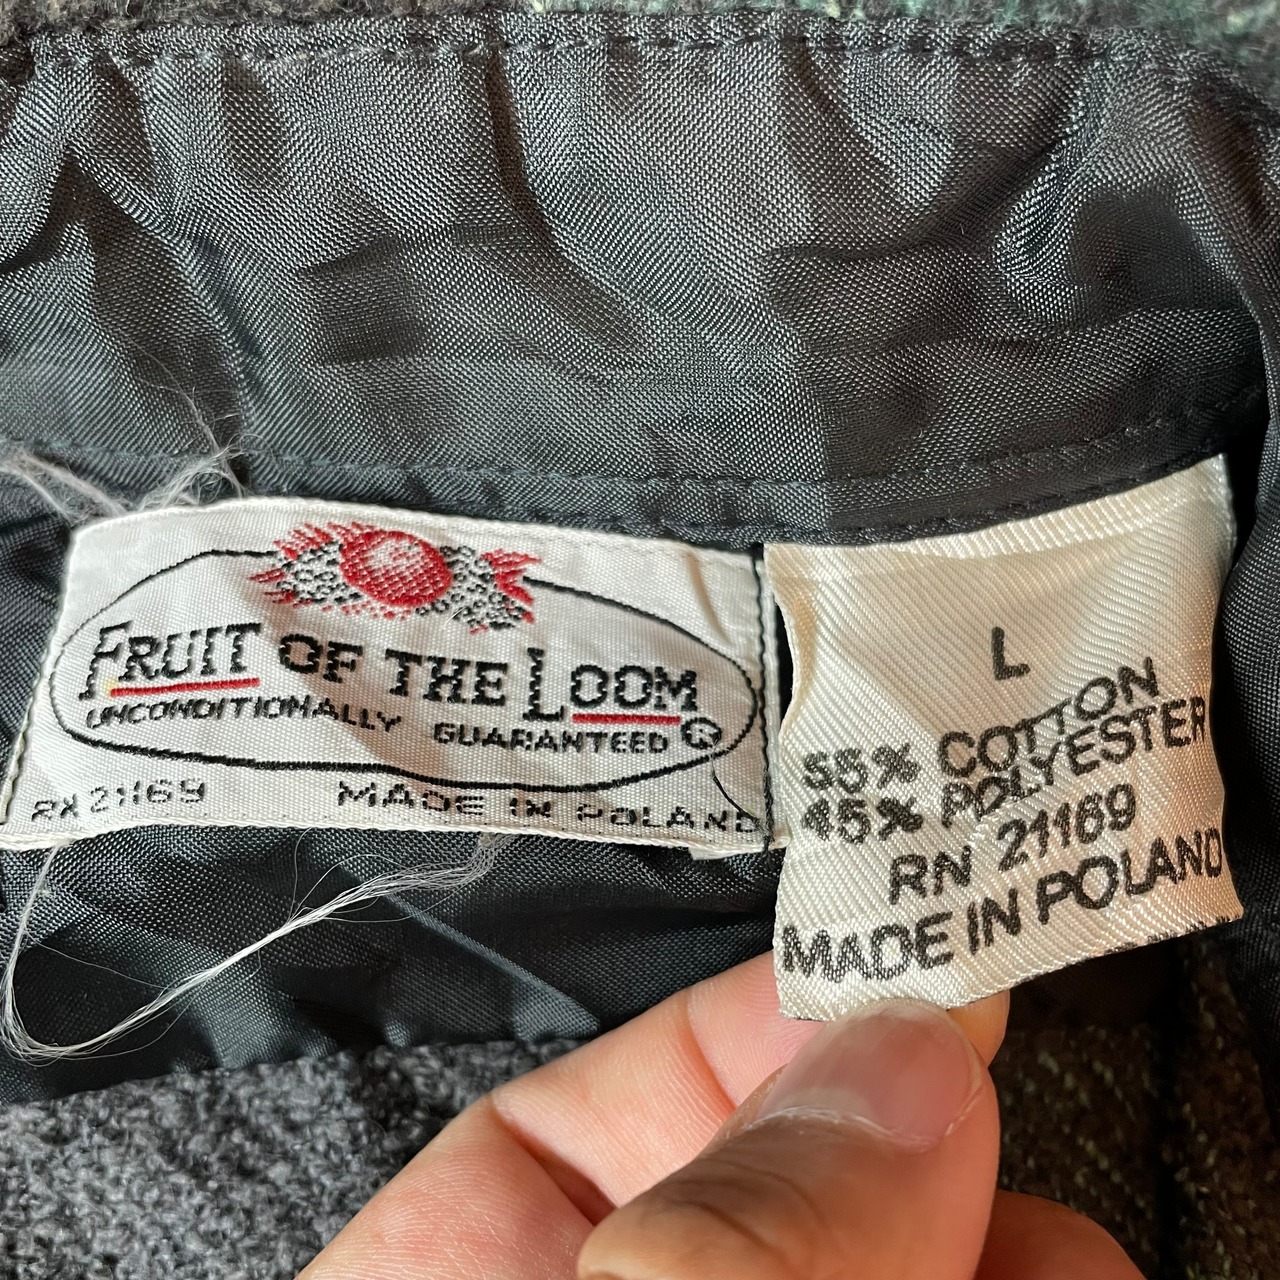 FRUIT OF THE LOOM
UNCONDITIONALLY GUARANTEED ®
RN 21169 MADE IN POLAND
L
55% COTTON
45% POLYESTER
RN 21169
MADE IN POLAND